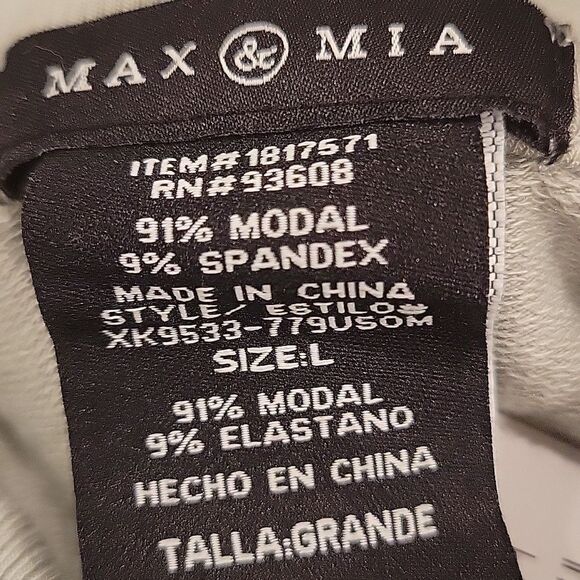 MAX & MIA
ITEM#1817571
RN#93608
91% MODAL
9% SPANDEX
MADE IN CHINA
STYLE/ ESTILO
XK9533-779USOM
SIZE:L
91% MODAL
9% ELASTANO
HECHO EN CHINA
TALLA:GRANDE